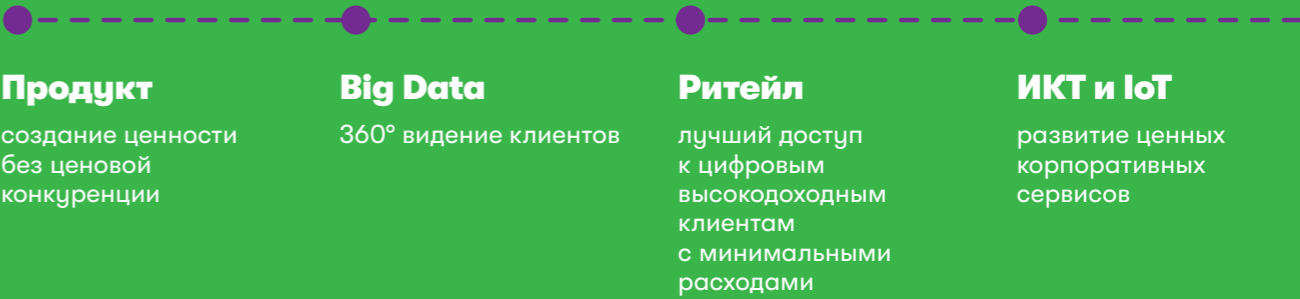 Продукт
создание ценности
без ценовой
конкуренции
Big Data
360° видение клиентов
Ритейл
лучший доступ
к цифровым
высокодоходным
клиентам
с минимальными
расходами
ИКТ и IoT
развитие ценных
корпоративных
сервисов